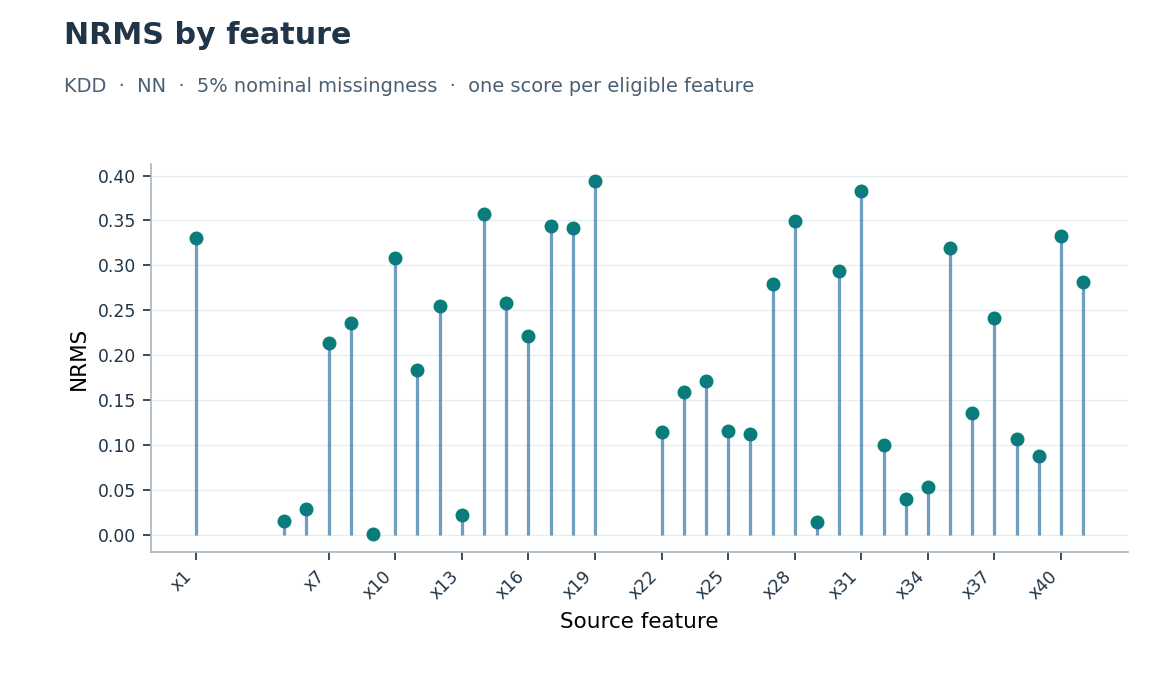 NRMS by feature
KDD · NN · 5% nominal missingness · one score per eligible feature
NRMS
0.40
0.35
0.30
0.25
0.20
0.15
0.10
0.05
0.00
x1 x7 x10 x13 x16 x19 x22 x25 x28 x31 x34 x37 x40
Source feature